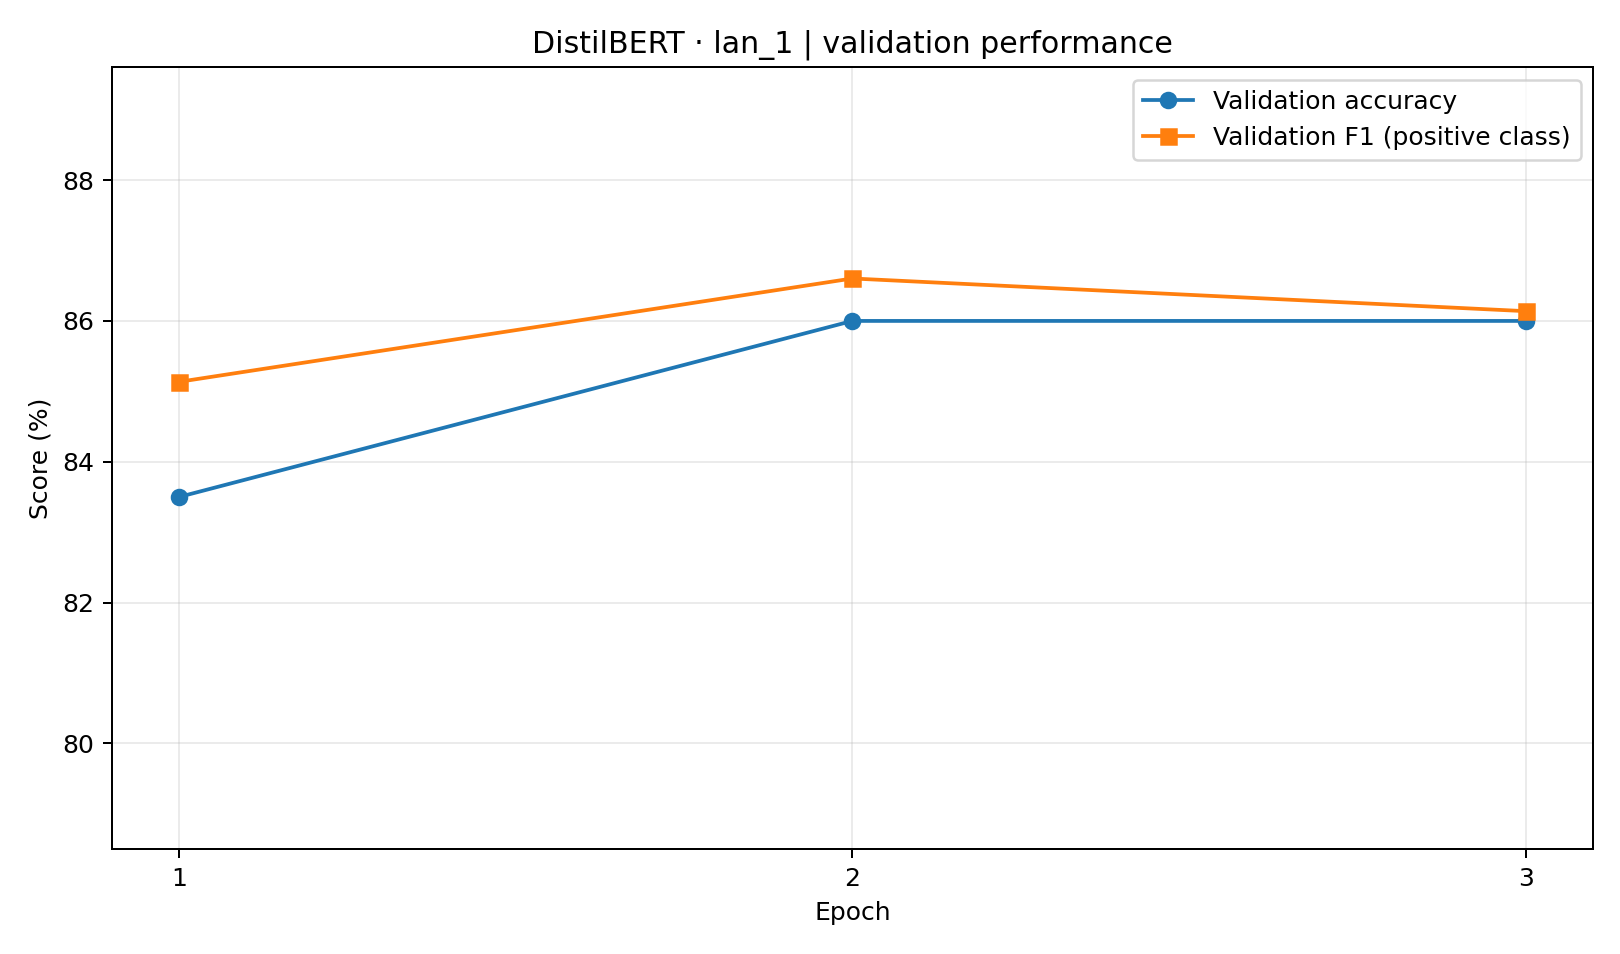 DistilBERT · lan_1 | validation performance
Validation accuracy
Validation F1 (positive class)
88
86
84
82
80
Score (%)
1 2 3
Epoch